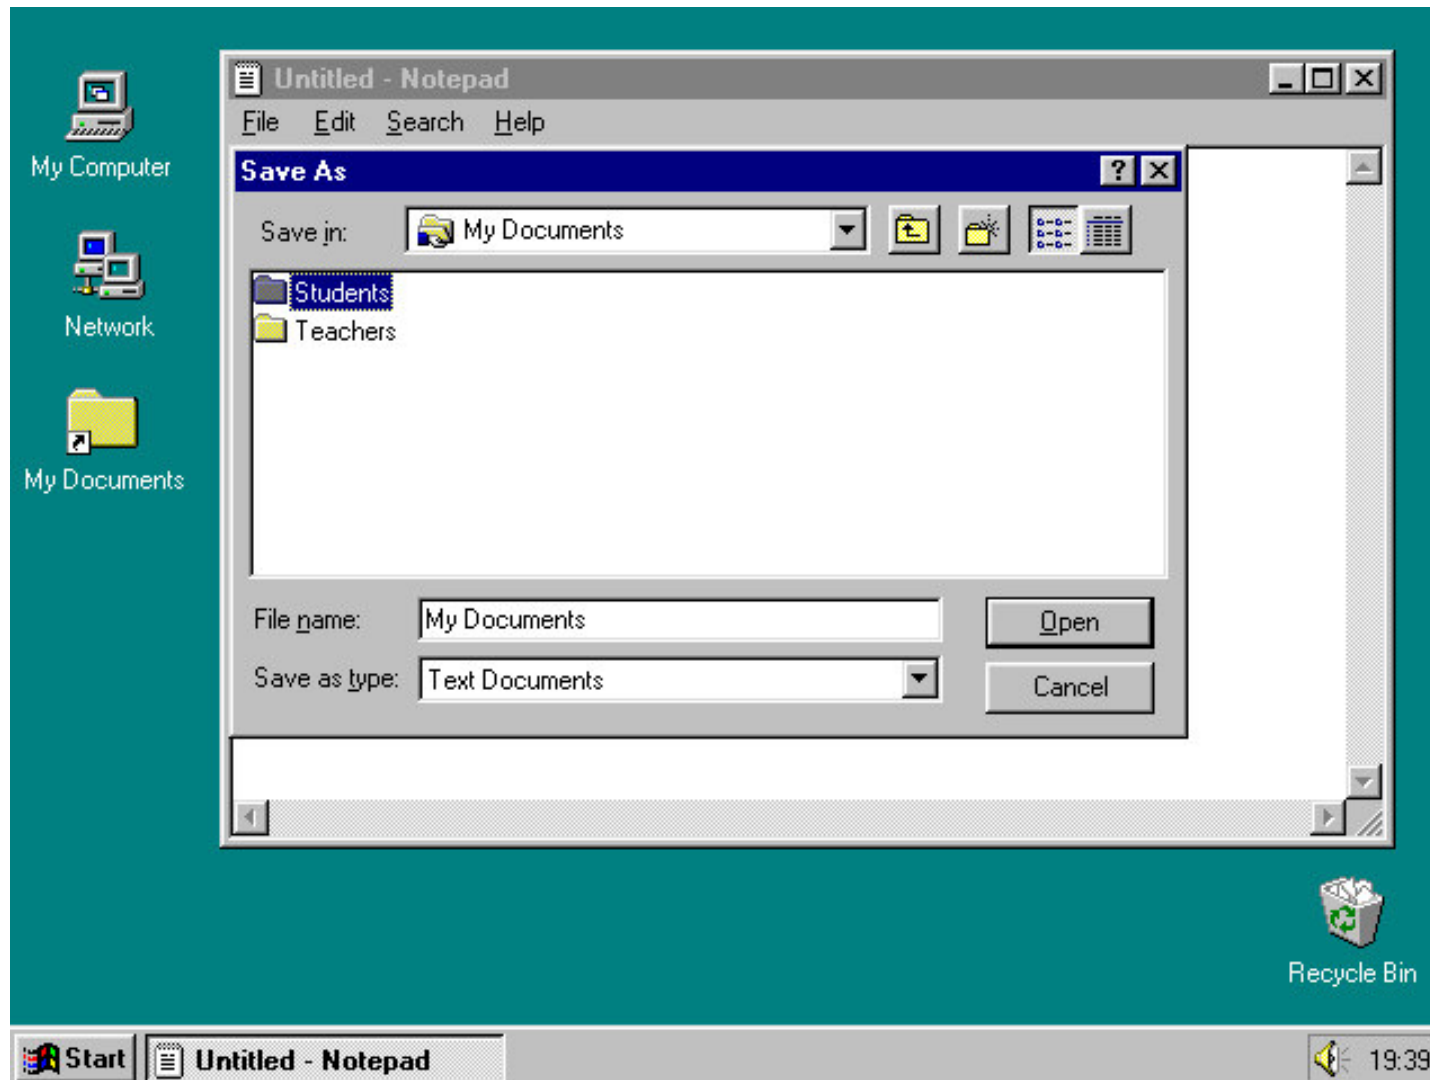 My Computer
Network
My Documents
Untitled - Notepad
File Edit Search Help
Save As
Save in: My Documents
Students
Teachers
File name: My Documents Open
Save as type: Text Documents Cancel
Recycle Bin
Start Untitled - Notepad 19:39